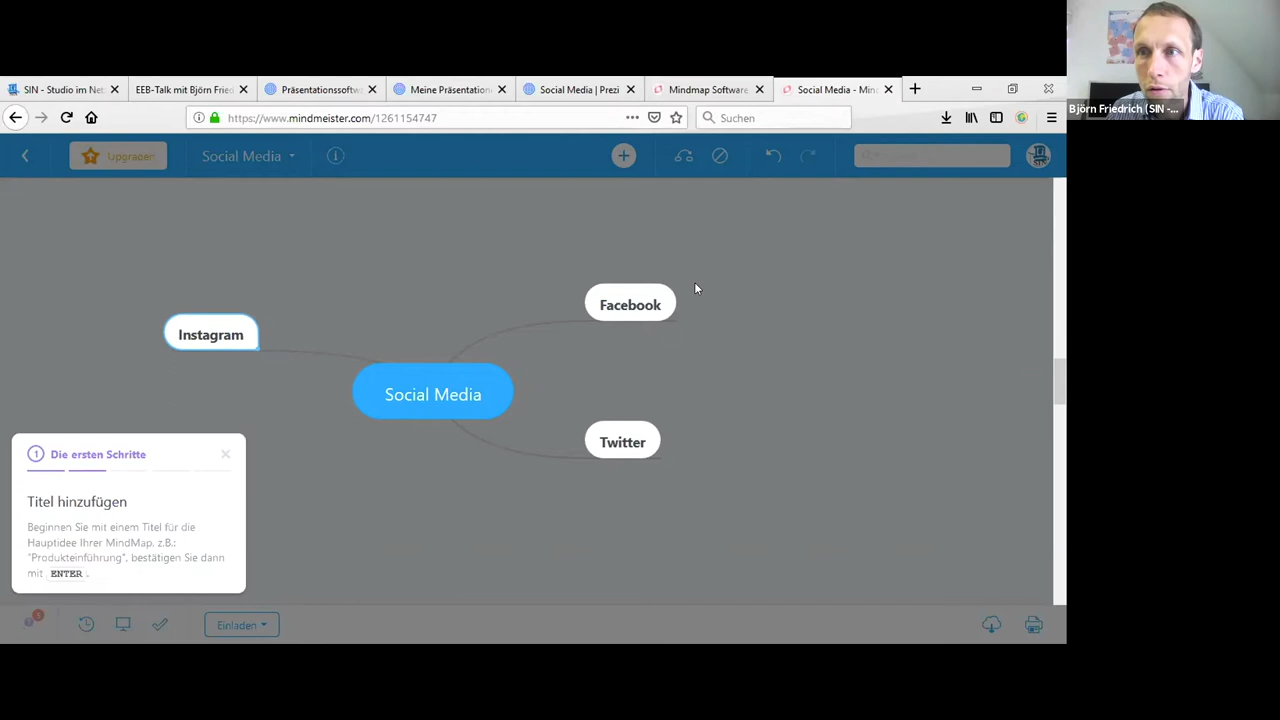 SIN - Studio im Net
EEB-Talk mit Björn Fried
Präsentationssoftw
Meine Präsentation
Social Media | Prezi
Mindmap Software
Social Media - Min
https://www.mindmeister.com/1261154747
Suchen
Björn Friedrich (SIN -...
Upgrade!
Social Media
Facebook
Instagram
Social Media
Twitter
1 Die ersten Schritte
Titel hinzufügen
Beginnen Sie mit einem Titel für die
Hauptidee Ihrer MindMap, z.B.:
"Produkteinführung", bestätigen Sie dann
mit ENTER .
Einladen